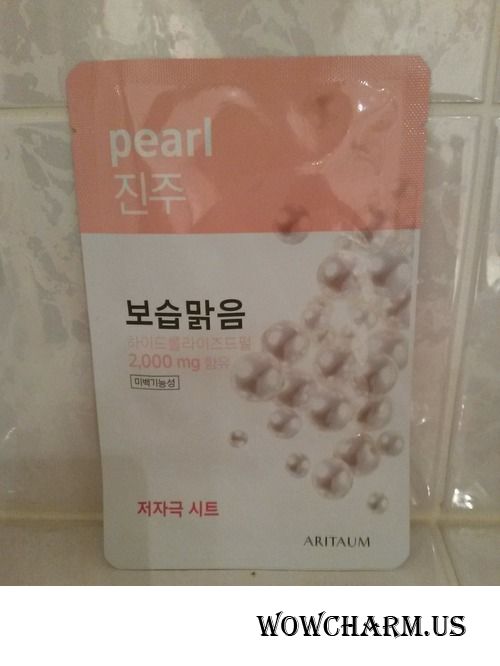 pearl
진주
보습맑음
하이드롤라이즈드펄
2,000 mg 함유
미백기능성
저자극 시트
ARITAUM
WOWCHARM.US